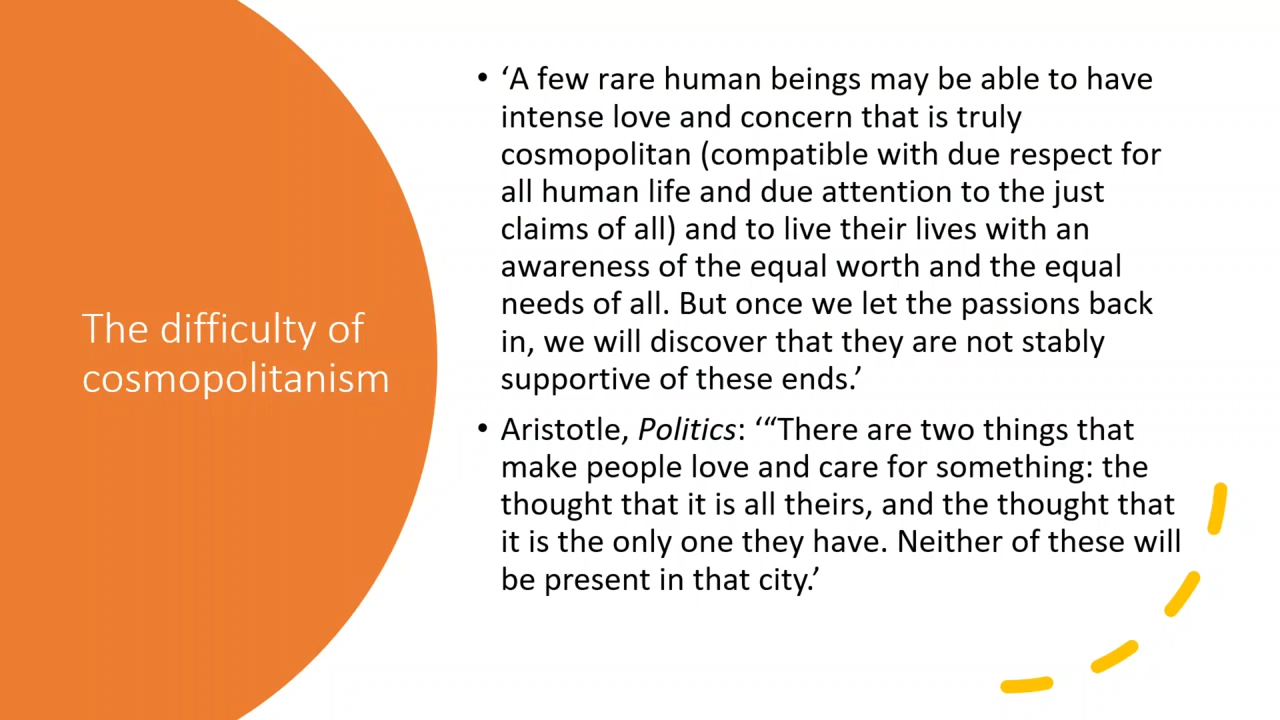 The difficulty of
cosmopolitanism
• ‘A few rare human beings may be able to have
intense love and concern that is truly
cosmopolitan (compatible with due respect for
all human life and due attention to the just
claims of all) and to live their lives with an
awareness of the equal worth and the equal
needs of all. But once we let the passions back
in, we will discover that they are not stably
supportive of these ends.’
• Aristotle, Politics: ‘“There are two things that
make people love and care for something: the
thought that it is all theirs, and the thought that
it is the only one they have. Neither of these will
be present in that city.’